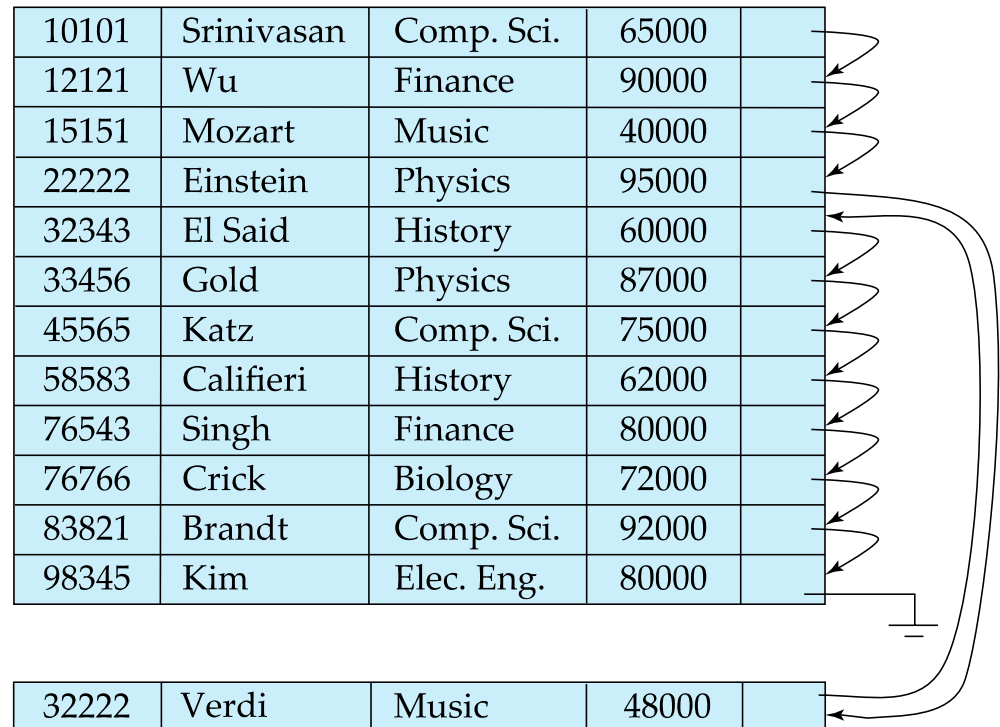 10101 Srinivasan Comp. Sci. 65000
12121 Wu Finance 90000
15151 Mozart Music 40000
22222 Einstein Physics 95000
32343 El Said History 60000
33456 Gold Physics 87000
45565 Katz Comp. Sci. 75000
58583 Califieri History 62000
76543 Singh Finance 80000
76766 Crick Biology 72000
83821 Brandt Comp. Sci. 92000
98345 Kim Elec. Eng. 80000
32222 Verdi Music 48000